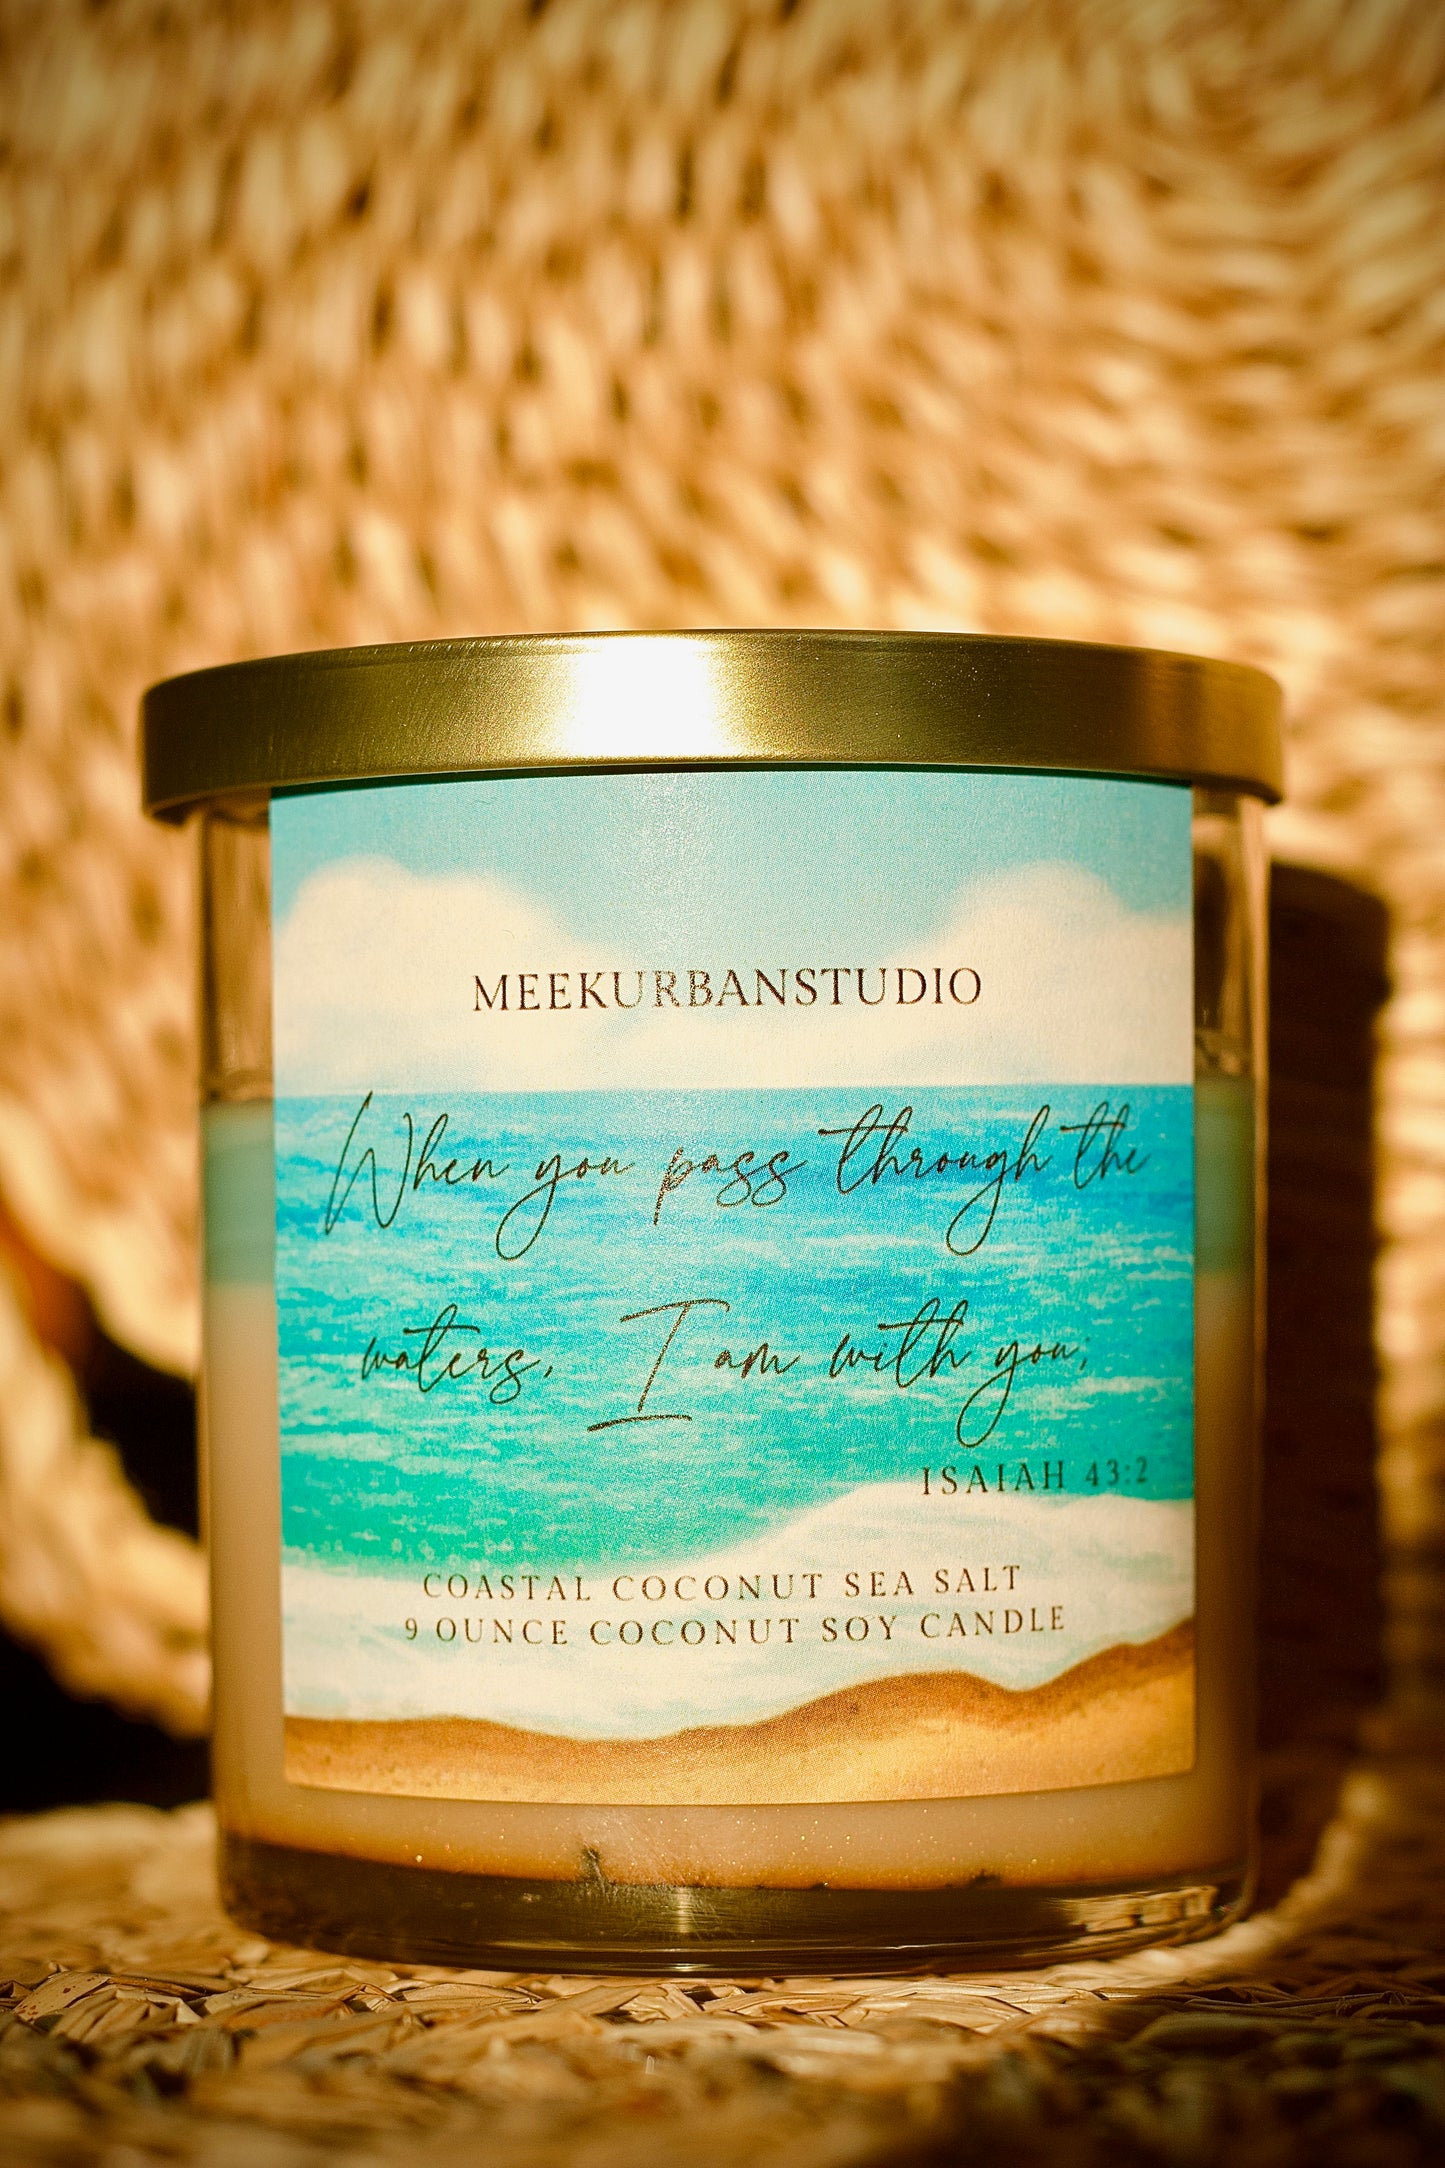 MEEKURBANSTUDIO
When you pass through the
waters, I am with you;
ISAIAH 43:2
COASTAL COCONUT SEA SALT
9 OUNCE COCONUT SOY CANDLE